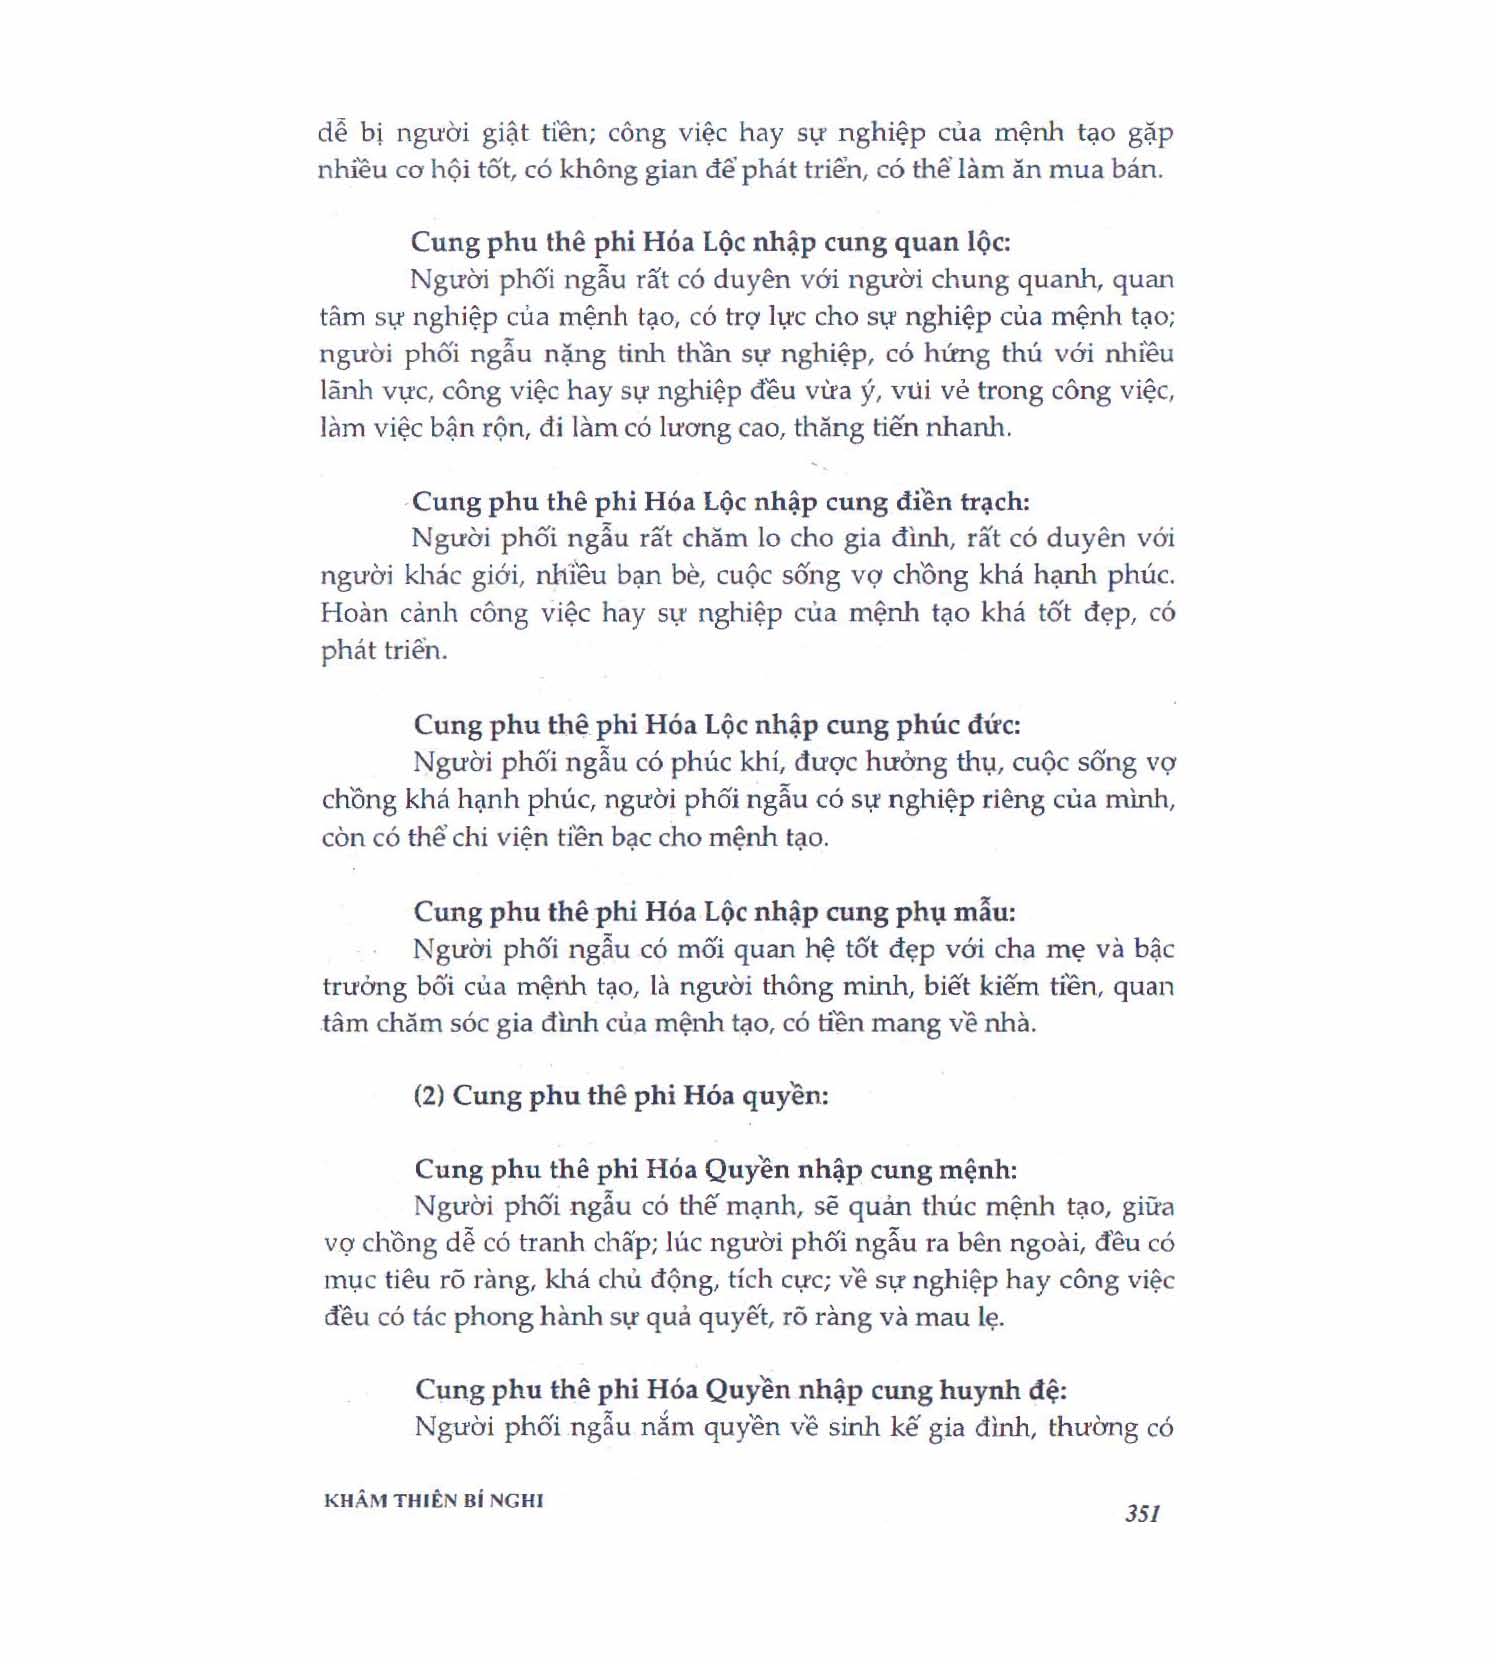 dễ bị người giật tiền; công việc hay sự nghiệp của mệnh tạo gặp
nhiều cơ hội tốt, có không gian để phát triển, có thể làm ăn mua bán.
Cung phu thê phi Hóa Lộc nhập cung quan lộc:
Người phối ngẫu rất có duyên với người chung quanh, quan
tâm sự nghiệp của mệnh tạo, có trợ lực cho sự nghiệp của mệnh tạo;
người phối ngẫu nặng tinh thần sự nghiệp, có hứng thú với nhiều
lãnh vực, công việc hay sự nghiệp đều vừa ý, vui vẻ trong công việc,
làm việc bận rộn, đi làm có lương cao, thăng tiến nhanh.
Cung phu thê phi Hóa Lộc nhập cung điền trạch:
Người phối ngẫu rất chăm lo cho gia đình, rất có duyên với
người khác giới, nhiều bạn bè, cuộc sống vợ chồng khá hạnh phúc.
Hoàn cảnh công việc hay sự nghiệp của mệnh tạo khá tốt đẹp, có
phát triển.
Cung phu thê phi Hóa Lộc nhập cung phúc đức:
Người phối ngẫu có phúc khí, được hưởng thụ, cuộc sống vợ
chồng khá hạnh phúc, người phối ngẫu có sự nghiệp riêng của mình,
còn có thể chi viện tiền bạc cho mệnh tạo.
Cung phu thê phi Hóa Lộc nhập cung phụ mẫu:
Người phối ngẫu có mối quan hệ tốt đẹp với cha mẹ và bậc
trưởng bối của mệnh tạo, là người thông minh, biết kiếm tiền, quan
tâm chăm sóc gia đình của mệnh tạo, có tiền mang về nhà.
(2) Cung phu thê phi Hóa quyền:
Cung phu thê phi Hóa Quyền nhập cung mệnh:
Người phối ngẫu có thế mạnh, sẽ quản thúc mệnh tạo, giữa
vợ chồng dễ có tranh chấp; lúc người phối ngẫu ra bên ngoài, đều có
mục tiêu rõ ràng, khá chủ động, tích cực; về sự nghiệp hay công việc
đều có tác phong hành sự quả quyết, rõ ràng và mau lẹ.
Cung phu thê phi Hóa Quyền nhập cung huynh đệ:
Người phối ngẫu nắm quyền về sinh kế gia đình, thường có
KHÂM THIÊN BÍ NGHI
351